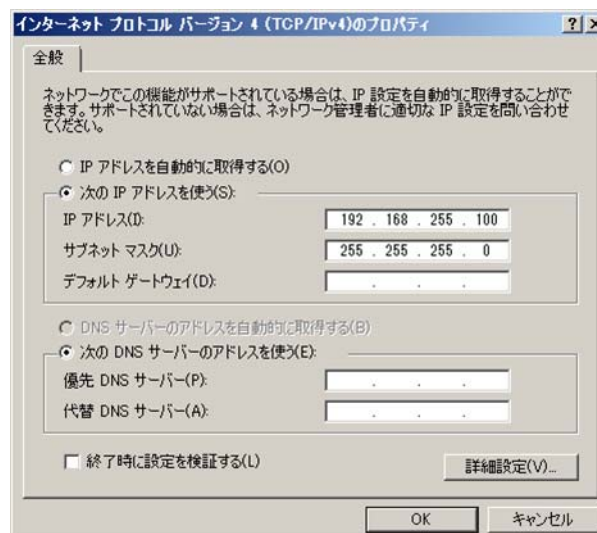 インターネット プロトコル バージョン 4 (TCP/IPv4)のプロパティ
全般
ネットワークでこの機能がサポートされている場合は、IP 設定を自動的に取得することがで
きます。サポートされていない場合は、ネットワーク管理者に適切な IP 設定を問い合わせ
てください。
IP アドレスを自動的に取得する(O)
次の IP アドレスを使う(S):
IP アドレス(I): 192 . 168 . 255 . 100
サブネット マスク(U): 255 . 255 . 255 . 0
デフォルト ゲートウェイ(D): . . .
DNS サーバーのアドレスを自動的に取得する(B)
次の DNS サーバーのアドレスを使う(E):
優先 DNS サーバー(P): . . .
代替 DNS サーバー(A): . . .
終了時に設定を検証する(L)
詳細設定(V)...
OK キャンセル